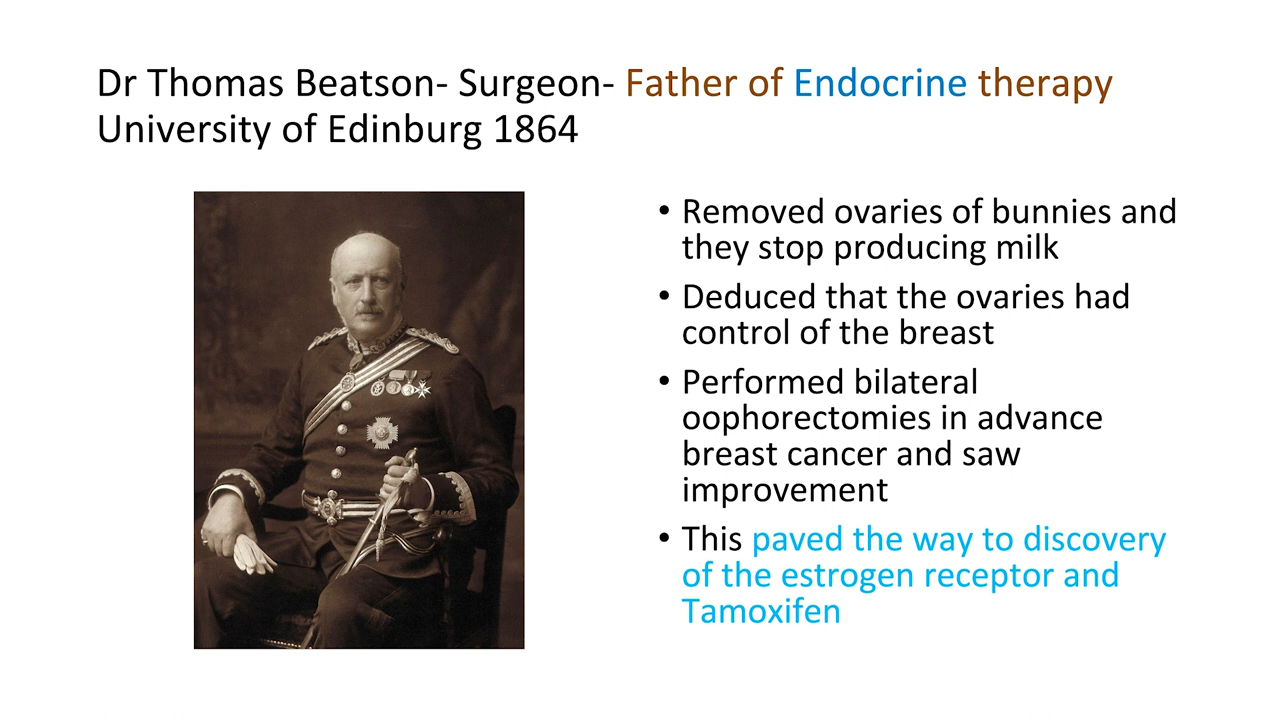 Dr Thomas Beatson- Surgeon- Father of Endocrine therapy
University of Edinburg 1864
• Removed ovaries of bunnies and
they stop producing milk
• Deduced that the ovaries had
control of the breast
• Performed bilateral
oophorectomies in advance
breast cancer and saw
improvement
• This paved the way to discovery
of the estrogen receptor and
Tamoxifen